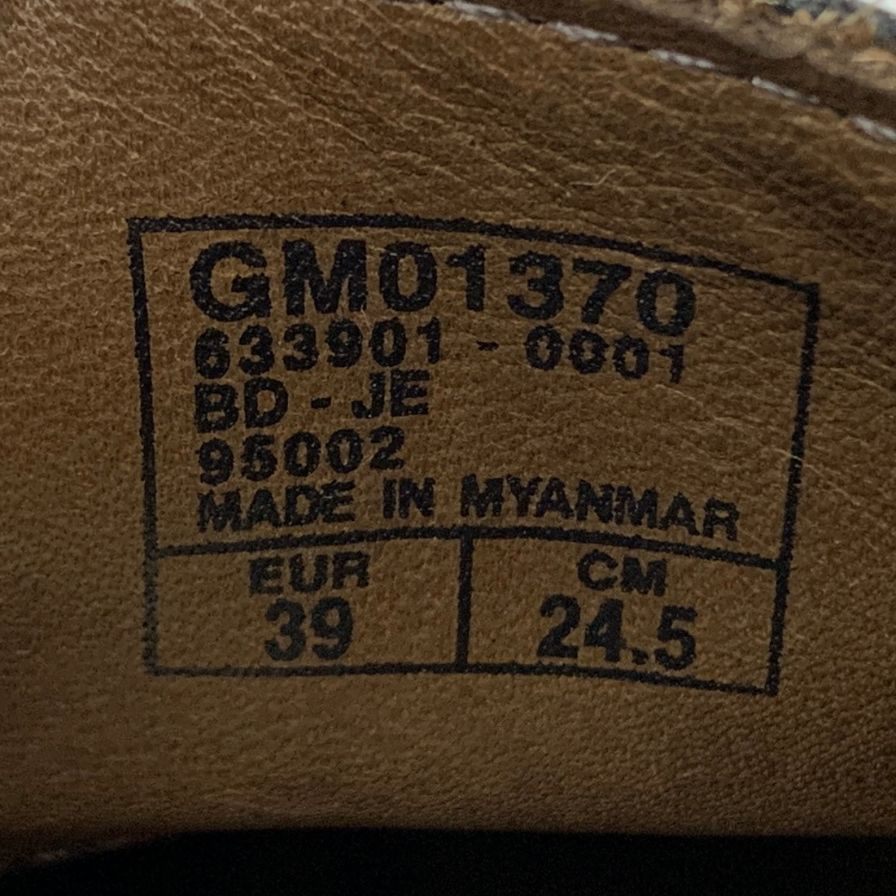 GM01370
633901 - 0001
BD - JE
95002
MADE IN MYANMAR
EUR CM
39 24.5